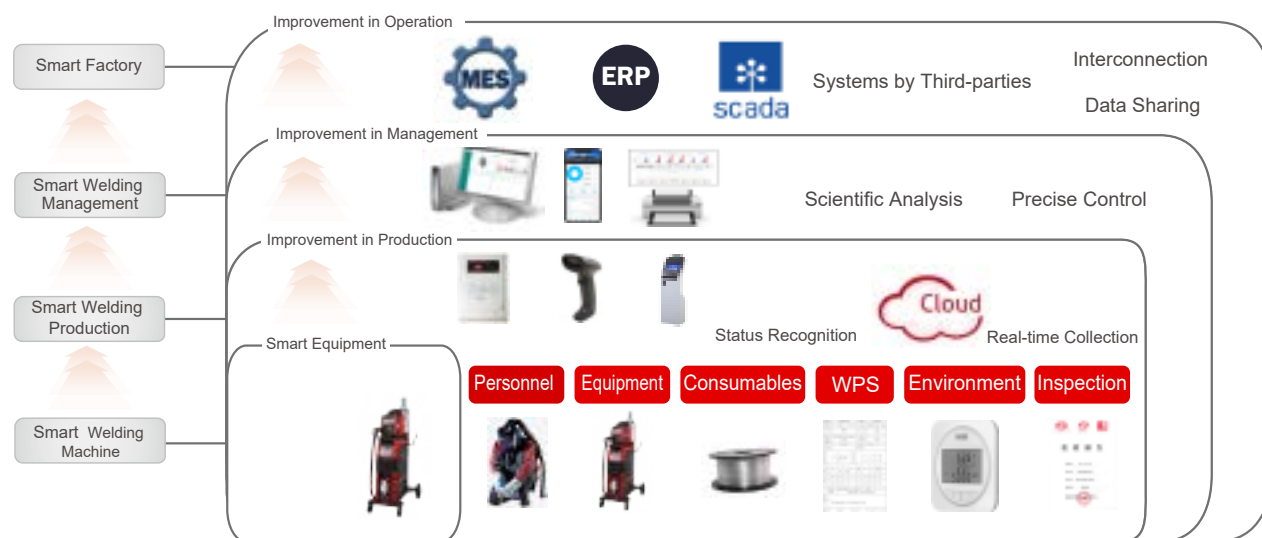 Improvement in Operation
Smart Factory
MES
ERP
scada
Systems by Third-parties
Interconnection
Data Sharing
Improvement in Management
Smart Welding
Management
Scientific Analysis
Precise Control
Improvement in Production
Smart Welding
Production
Cloud
Status Recognition
Real-time Collection
Smart Equipment
Personnel
Equipment
Consumables
WPS
Environment
Inspection
Smart Welding
Machine